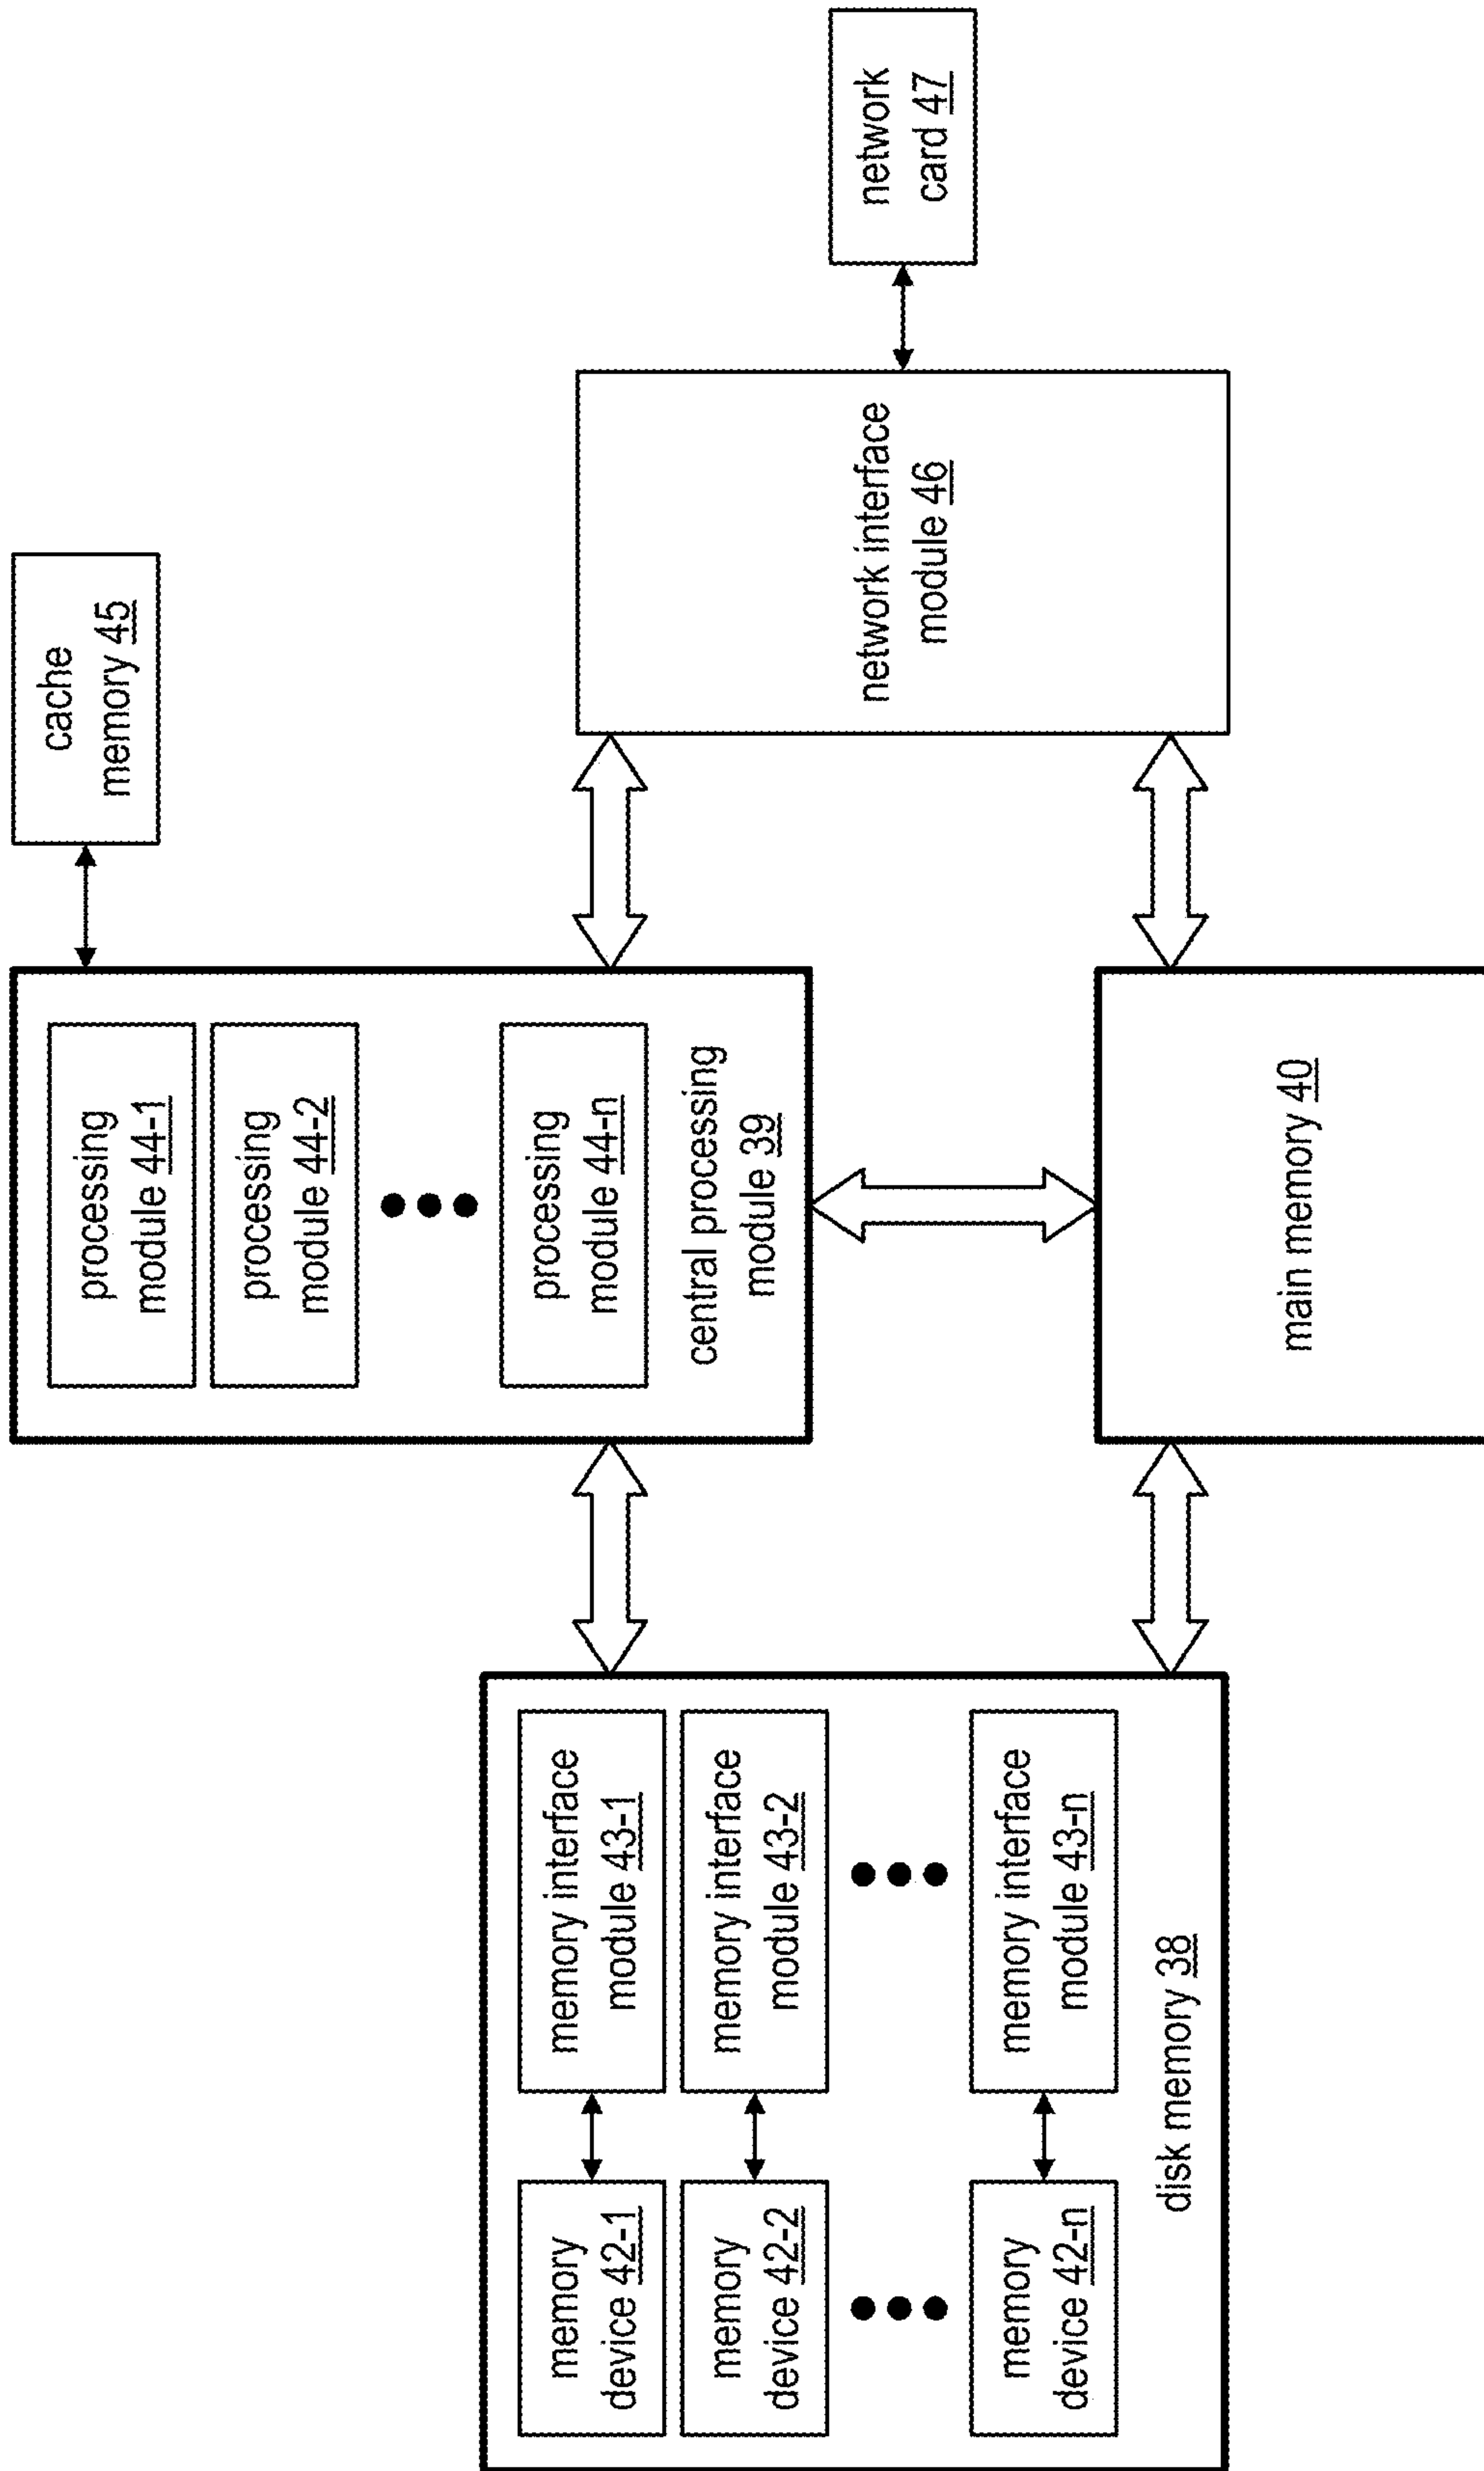 memory
device 42-1
memory interface
module 43-1
memory
device 42-2
memory interface
module 43-2
memory
device 42-n
memory interface
module 43-n
disk memory 38
processing
module 44-1
processing
module 44-2
processing
module 44-n
central processing
module 39
main memory 40
cache
memory 45
network interface
module 46
network
card 47